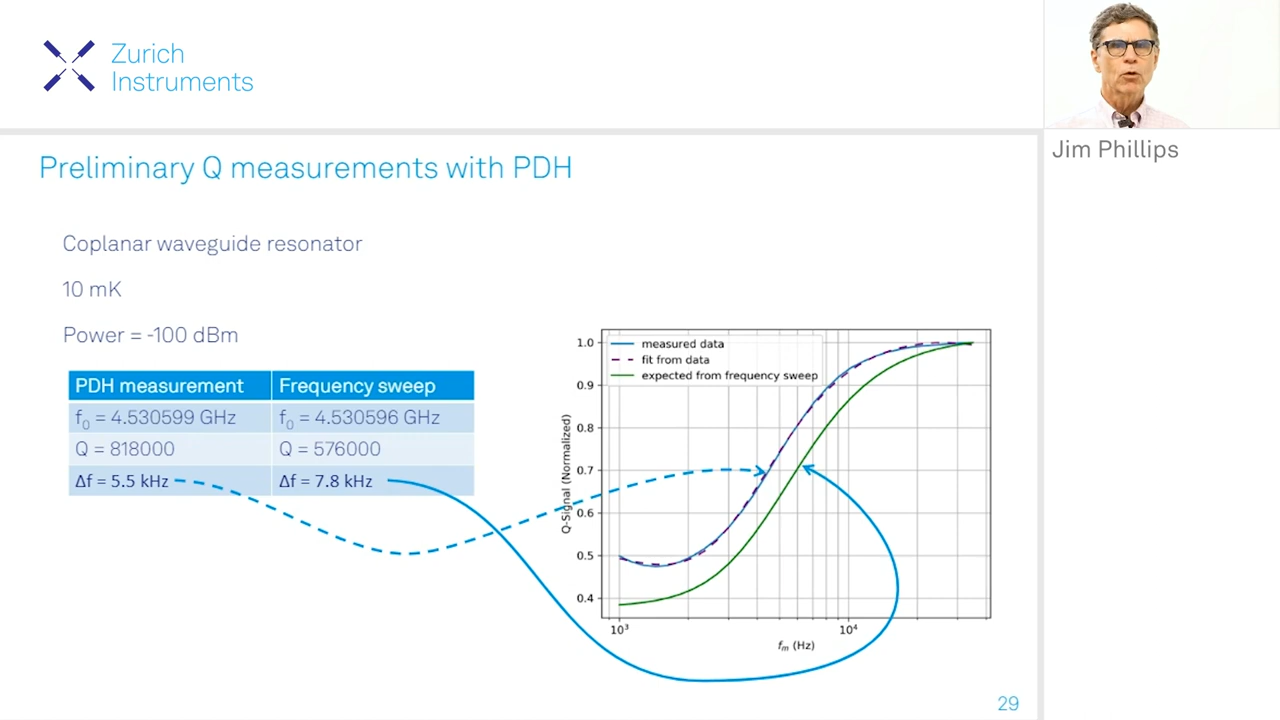 Zurich
Instruments
Jim Phillips
Preliminary Q measurements with PDH
Coplanar waveguide resonator
10 mK
Power = -100 dBm
PDH measurement
Frequency sweep
f₀ = 4.530599 GHz
f₀ = 4.530596 GHz
Q = 818000
Q = 576000
Δf = 5.5 kHz
Δf = 7.8 kHz
measured data
fit from data
expected from frequency sweep
Q-Signal (Normalized)
1.0
0.9
0.8
0.7
0.6
0.5
0.4
10³
10⁴
fₘ (Hz)
29